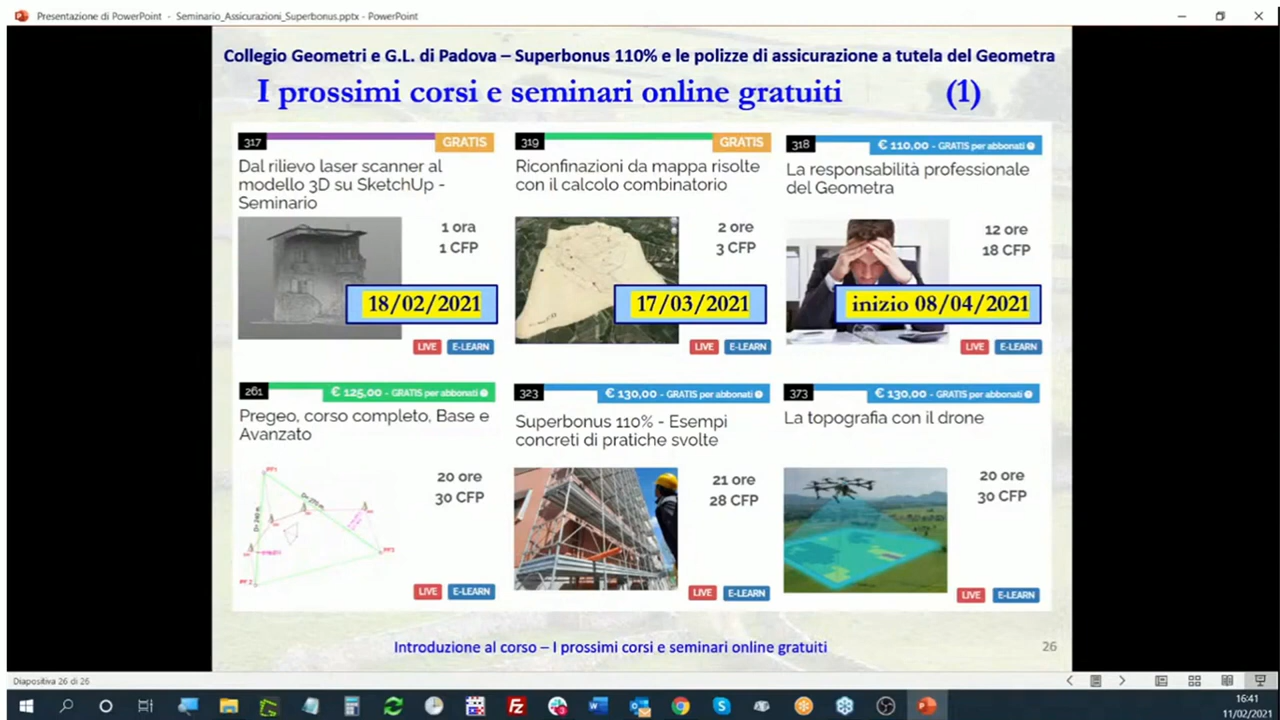 Presentazione di PowerPoint - Seminario_Assicurazioni_Superbonus.pptx - PowerPoint
Collegio Geometri e G.L. di Padova – Superbonus 110% e le polizze di assicurazione a tutela del Geometra
I prossimi corsi e seminari online gratuiti (1)
317 GRATIS
Dal rilievo laser scanner al
modello 3D su SketchUp -
Seminario
1 ora
1 CFP
18/02/2021
LIVE E-LEARN
319 GRATIS
Riconfinazioni da mappa risolte
con il calcolo combinatorio
2 ore
3 CFP
17/03/2021
LIVE E-LEARN
318 € 110,00 - GRATIS per abbonati
La responsabilità professionale
del Geometra
12 ore
18 CFP
inizio 08/04/2021
LIVE E-LEARN
261 € 125,00 - GRATIS per abbonati
Pregeo, corso completo, Base e
Avanzato
20 ore
30 CFP
PF1
PF2
LIVE E-LEARN
323 € 130,00 - GRATIS per abbonati
Superbonus 110% - Esempi
concreti di pratiche svolte
21 ore
28 CFP
LIVE E-LEARN
373 € 130,00 - GRATIS per abbonati
La topografia con il drone
20 ore
30 CFP
LIVE E-LEARN
Introduzione al corso – I prossimi corsi e seminari online gratuiti
26
Diapositiva 26 di 26
16:41
11/02/2021